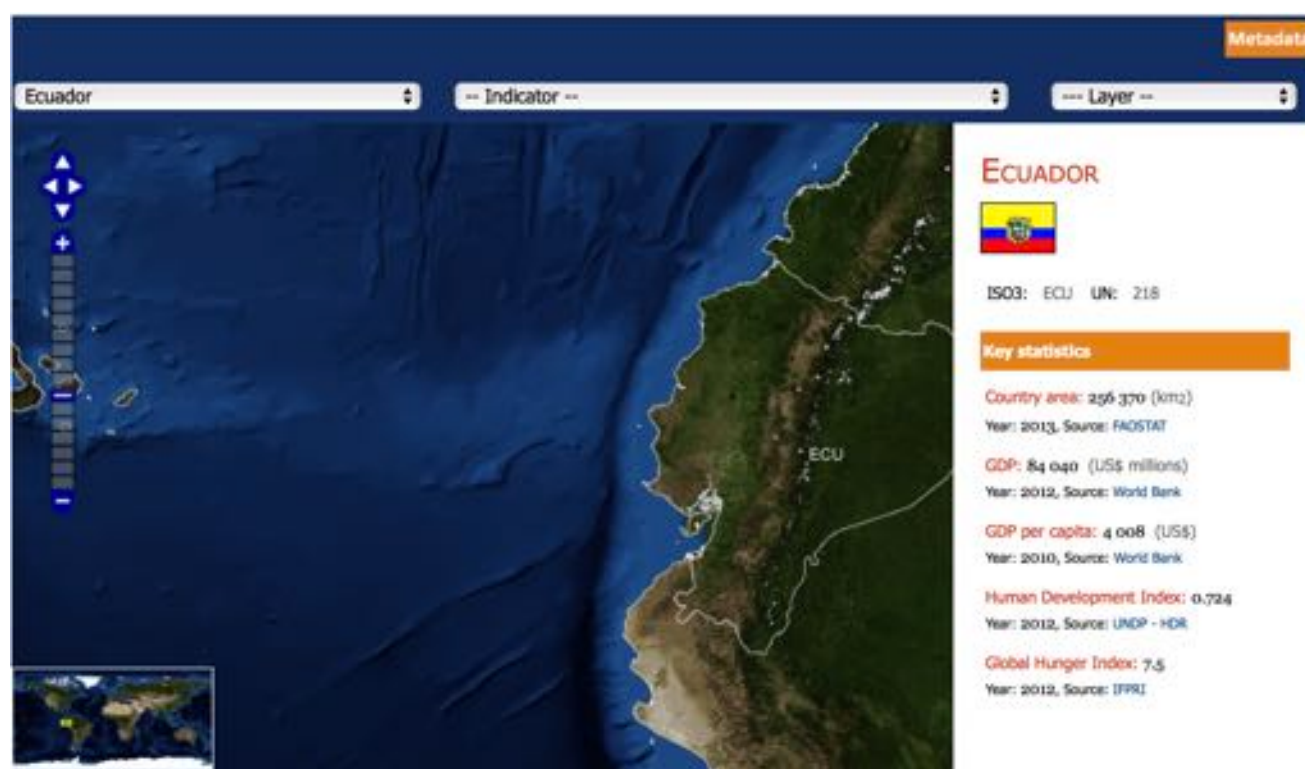 Metadata
Ecuador
-- Indicator --
--- Layer --
ECUADOR
ISO3: ECU UN: 218
Key statistics
Country area: 256 370 (km2)
Year: 2013, Source: FAOSTAT
GDP: 84 040 (US$ millions)
Year: 2012, Source: World Bank
GDP per capita: 4 008 (US$)
Year: 2010, Source: World Bank
Human Development Index: 0.724
Year: 2012, Source: UNDP - HDR
Global Hunger Index: 7.5
Year: 2012, Source: IFPRI
ECU